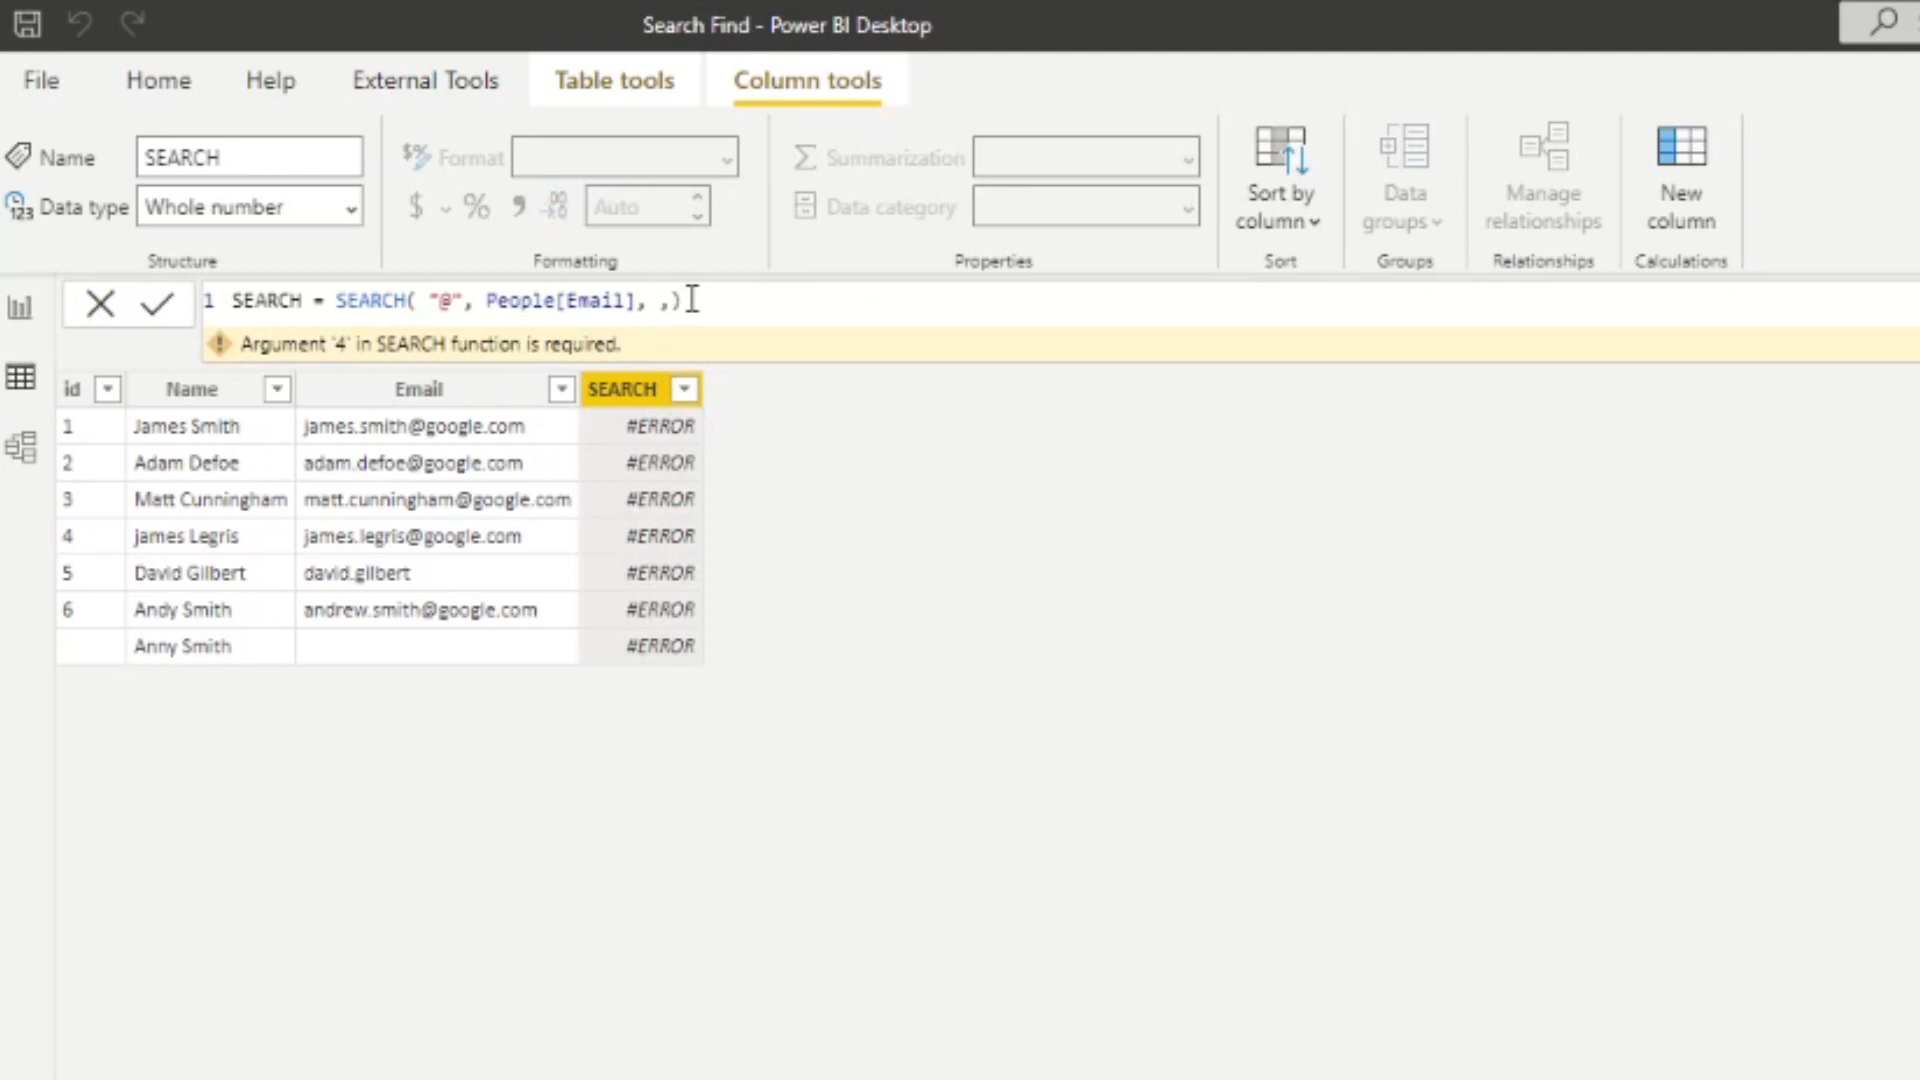 Search Find - Power BI Desktop
File Home Help External Tools Table tools Column tools
Name SEARCH
Data type Whole number
Structure
$% Format
$ % 9 .00 Auto
Formatting
Σ Summarization
Data category
Properties
Sort by
column
Sort
Data
groups
Groups
Manage
relationships
Relationships
New
column
Calculations
1 SEARCH = SEARCH( "@", People[Email], ,)
Argument '4' in SEARCH function is required.
id Name Email SEARCH
1 James Smith james.smith@google.com #ERROR
2 Adam Defoe adam.defoe@google.com #ERROR
3 Matt Cunningham matt.cunningham@google.com #ERROR
4 james Legris james.legris@google.com #ERROR
5 David Gilbert david.gilbert #ERROR
6 Andy Smith andrew.smith@google.com #ERROR
Anny Smith #ERROR